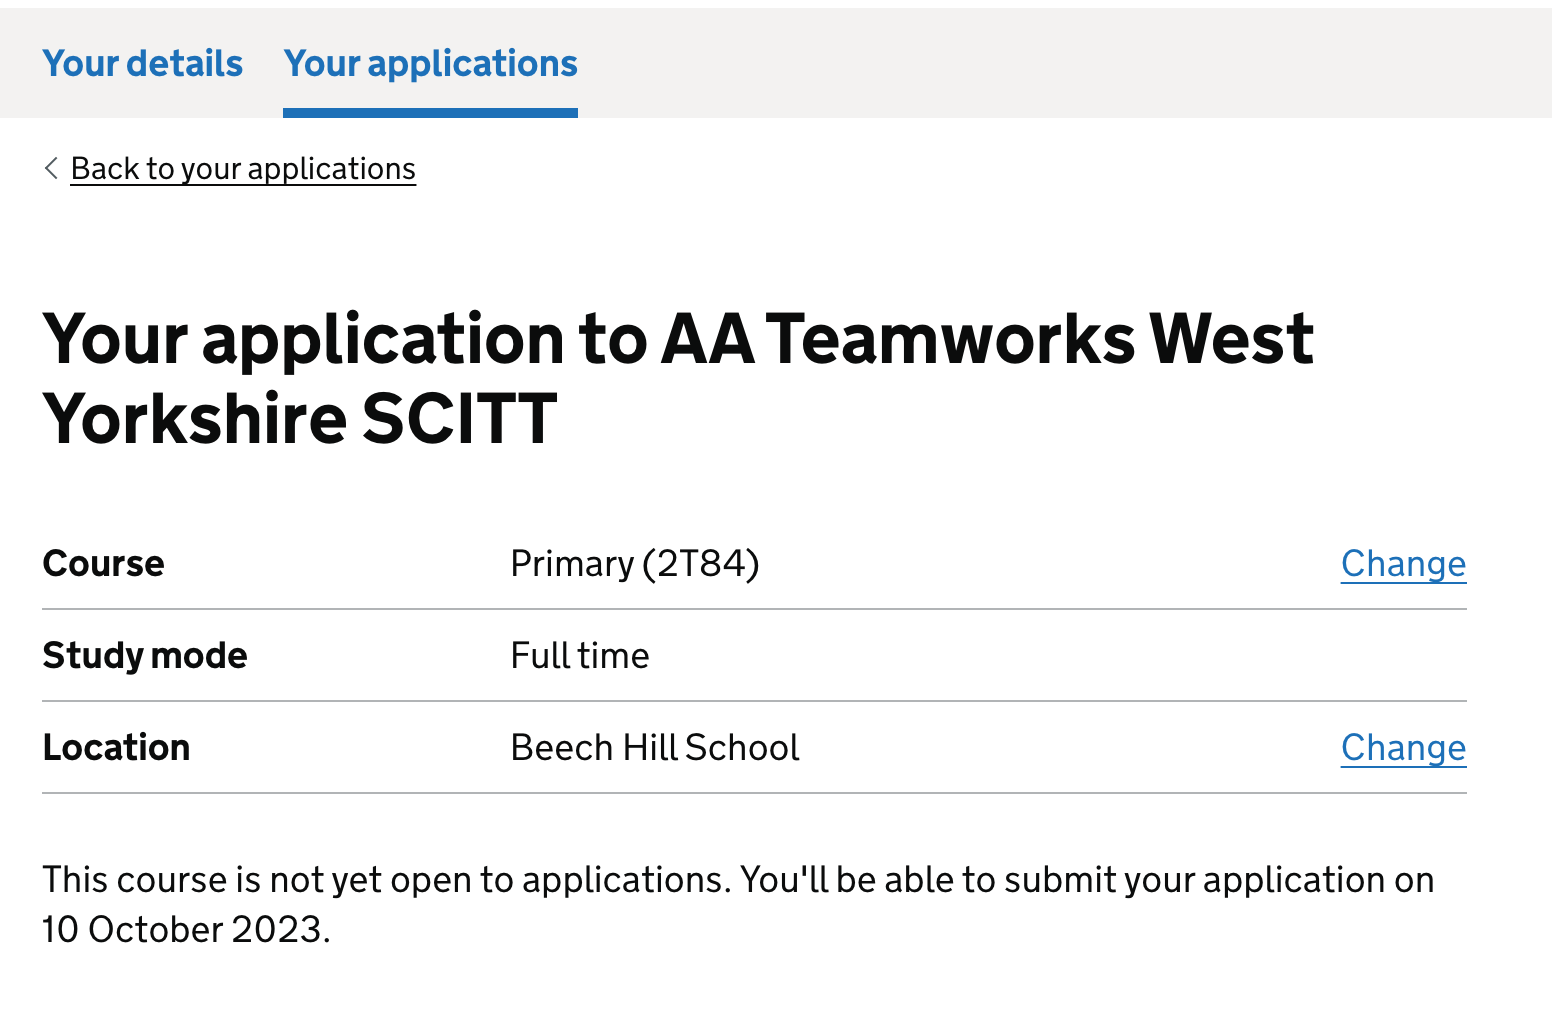 Your details Your applications
Back to your applications
Your application to AA Teamworks West
Yorkshire SCITT
Course Primary (2T84) Change
Study mode Full time
Location Beech Hill School Change
This course is not yet open to applications. You'll be able to submit your application on
10 October 2023.